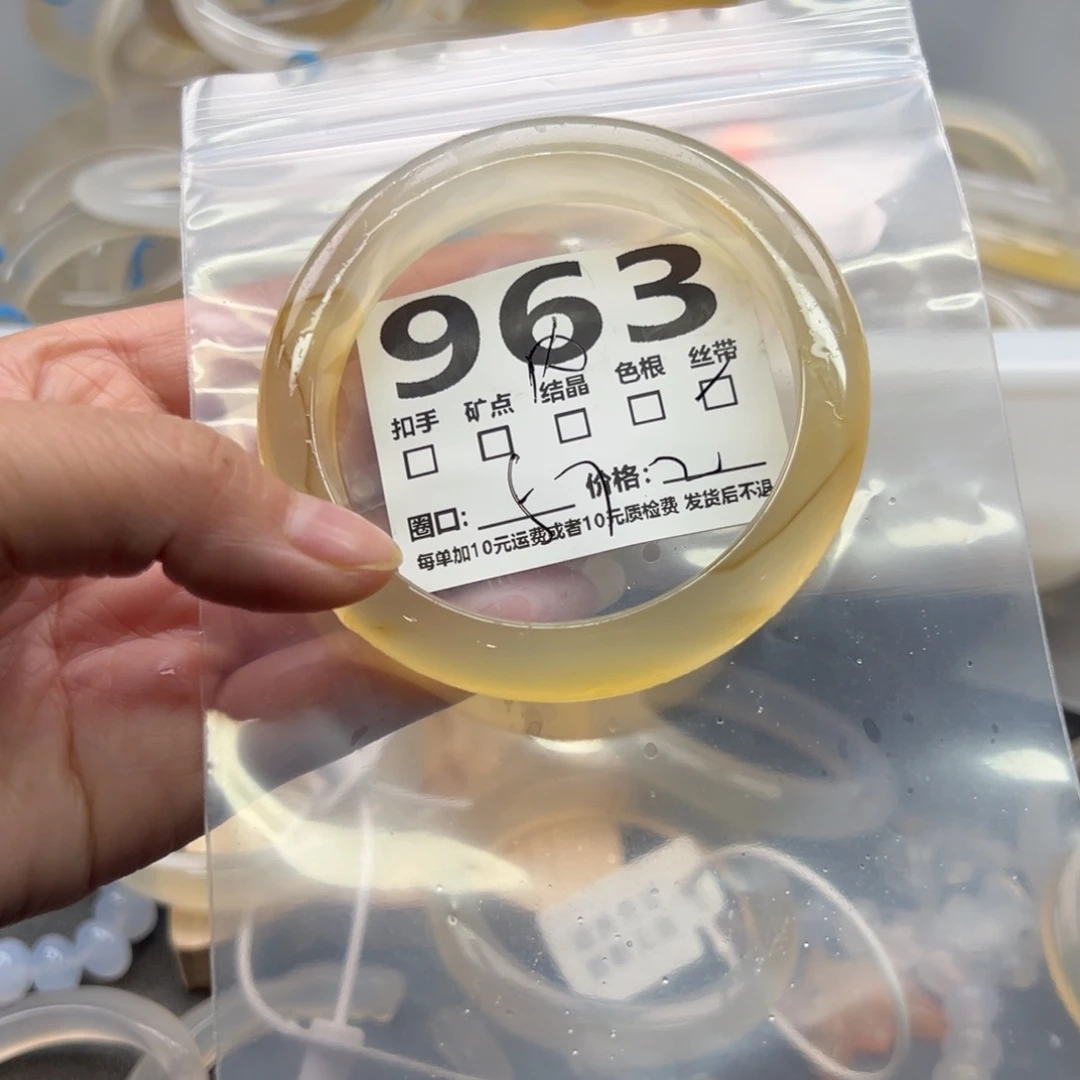 963
扣手 矿点 结晶 色根 丝带
圈口: 57 价格:
每单加10元运费或者10元质检费 发货后不退